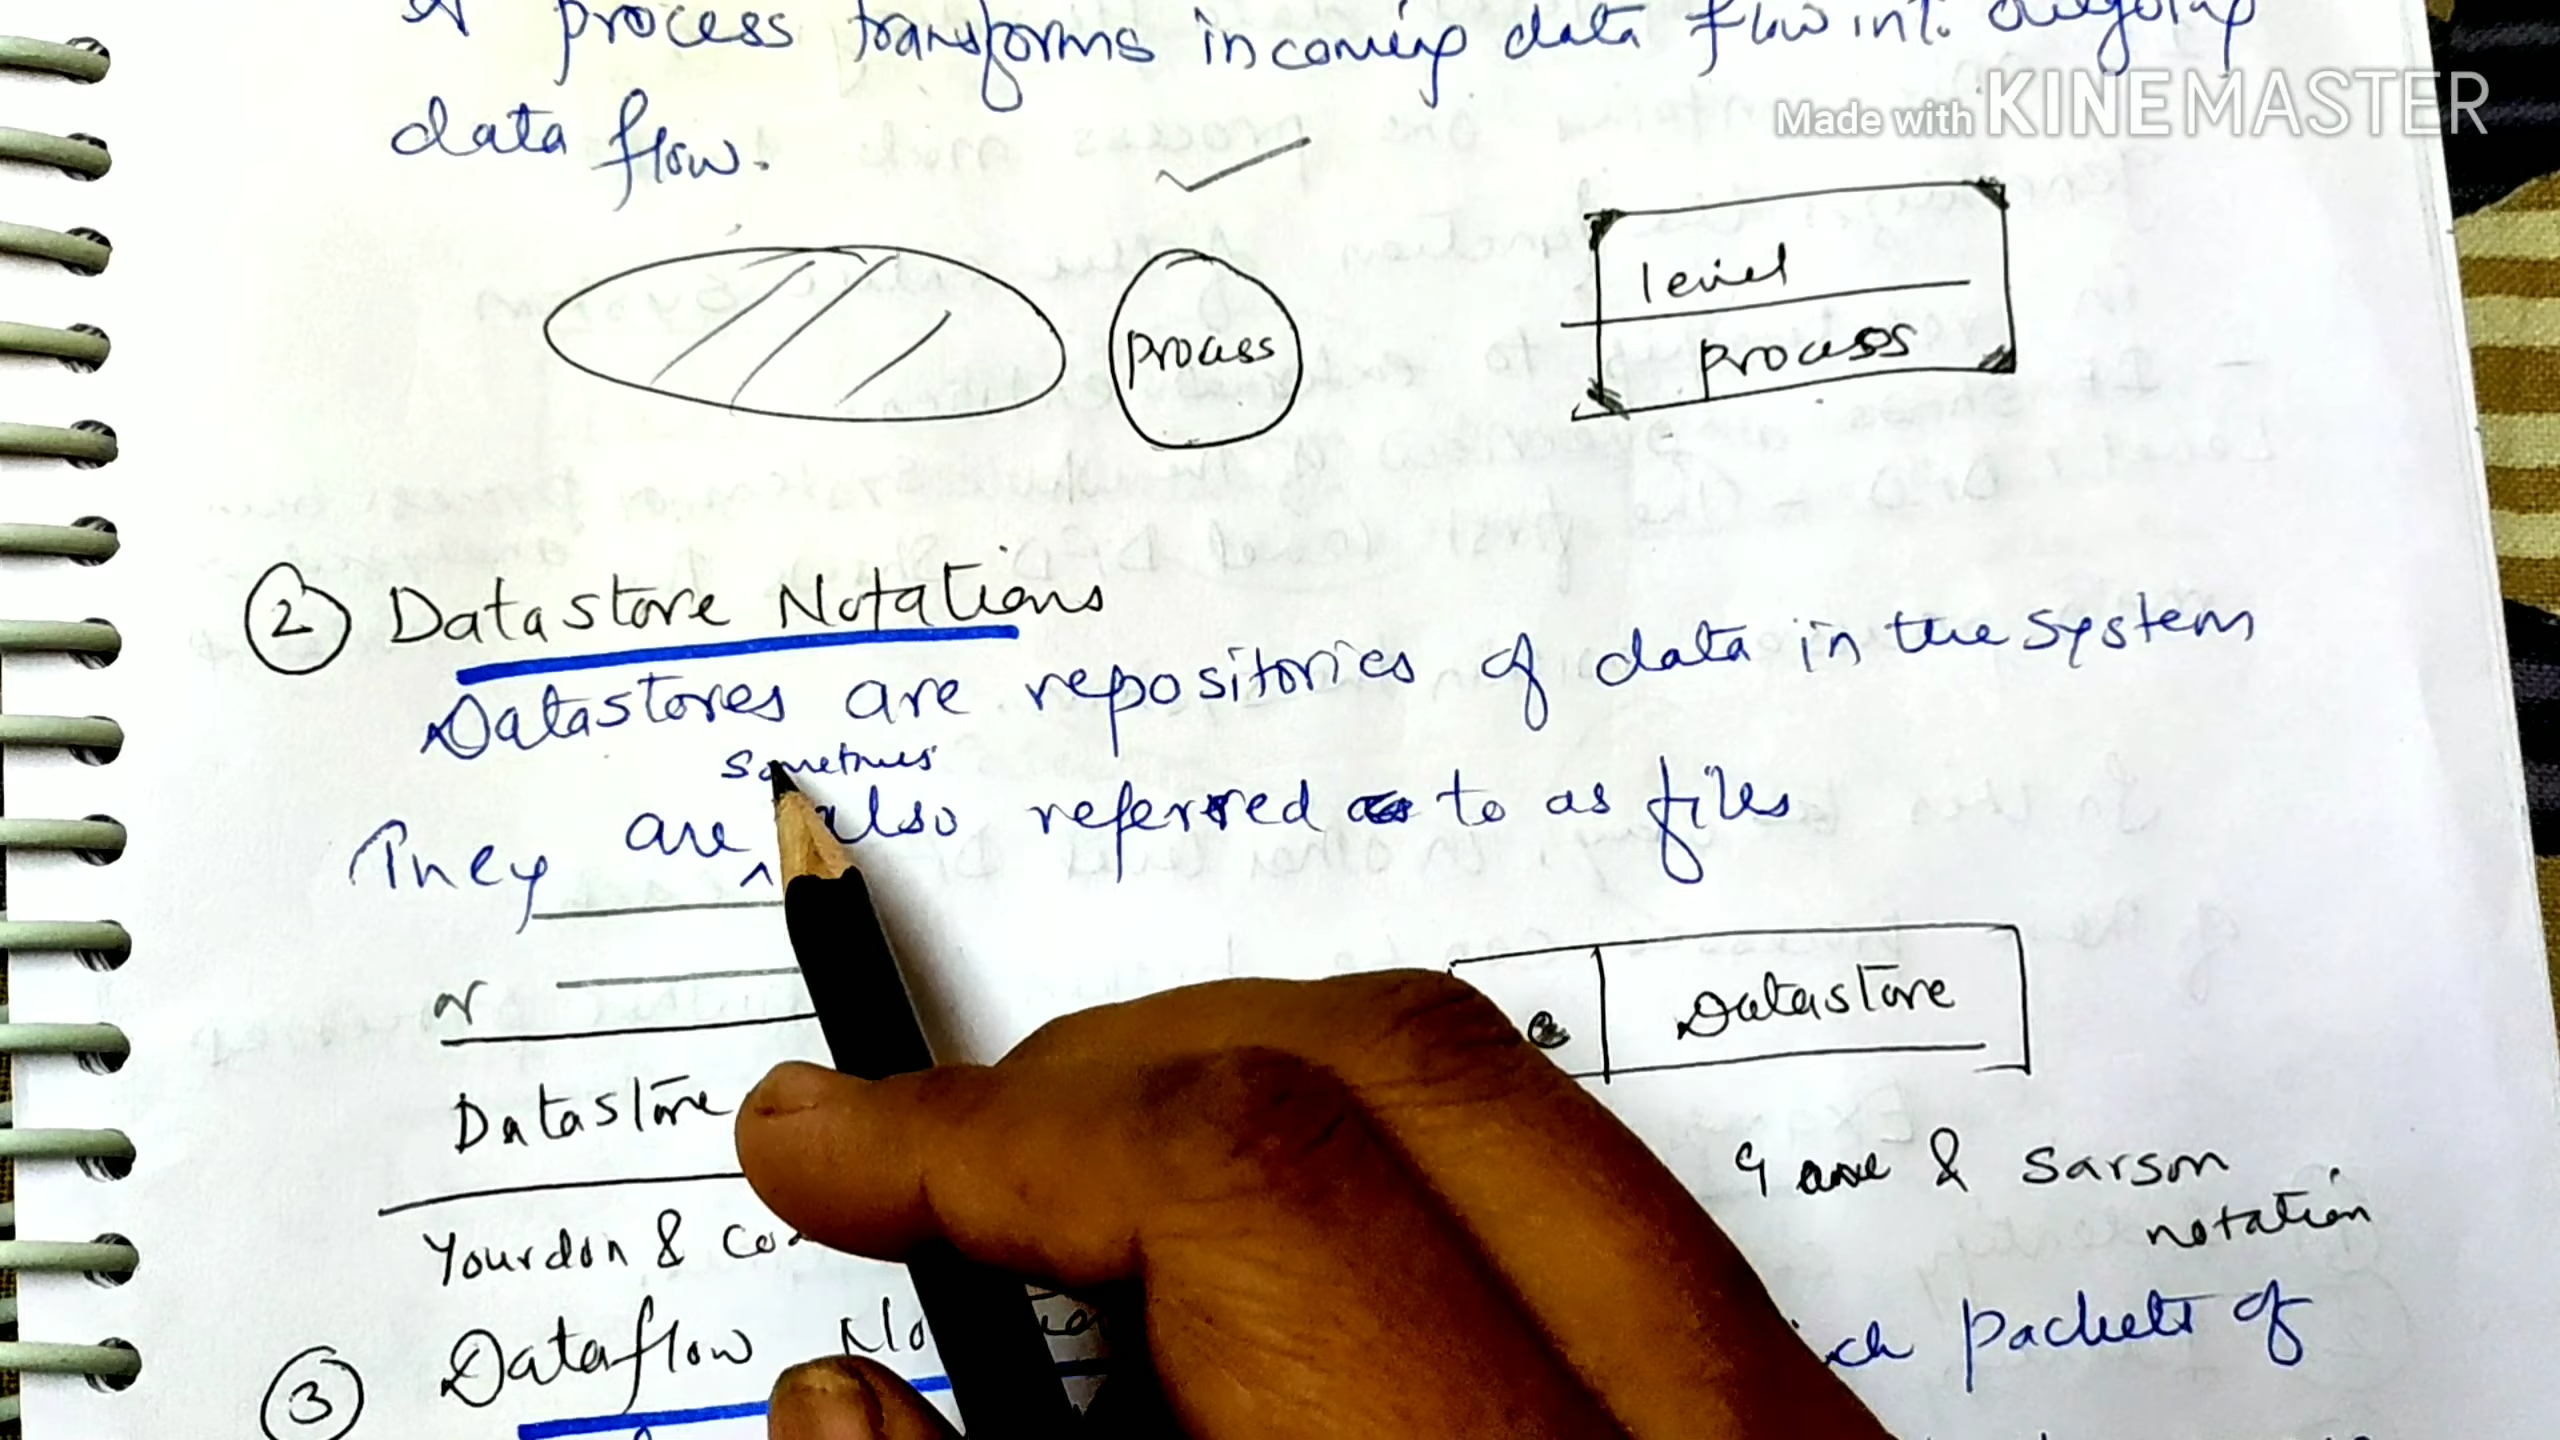 A process transforms incoming data flow into outgoing
data flow.
Made with KINEMASTER
process
level
process
2 Datastore Notations
Datastores are repositories of data in the system
sometimes
They are ^ also referred to as files
or
Datastore
Datastore
Yourdon &
Gane & Sarson
notation
3 Dataflow
packets of